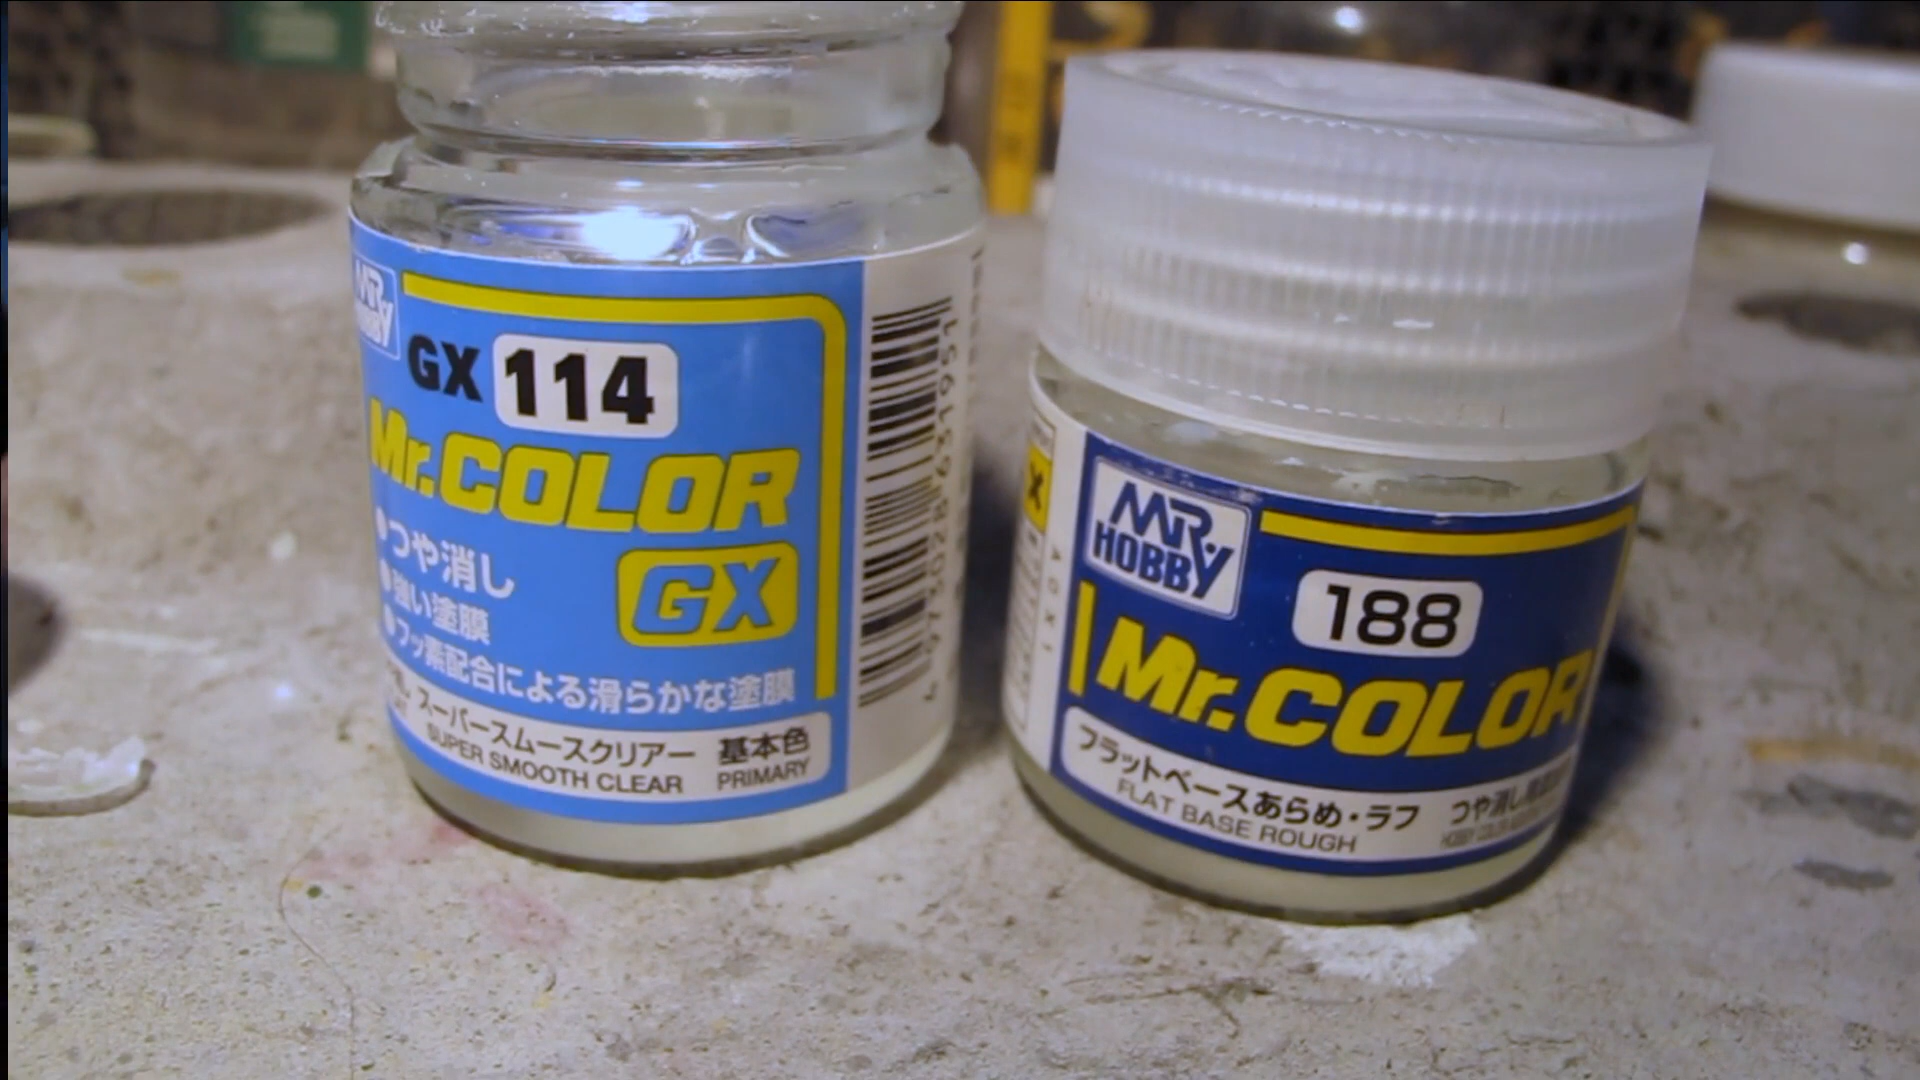 MR HOBBY
GX 114
Mr.COLOR
GX
●つや消し
●強い塗膜
●フッ素配合による滑らかな塗膜
スーパースムースクリアー 基本色
SUPER SMOOTH CLEAR PRIMARY
MR HOBBY
188
Mr.COLOR
フラットベースあらめ・ラフ つや消し
FLAT BASE ROUGH